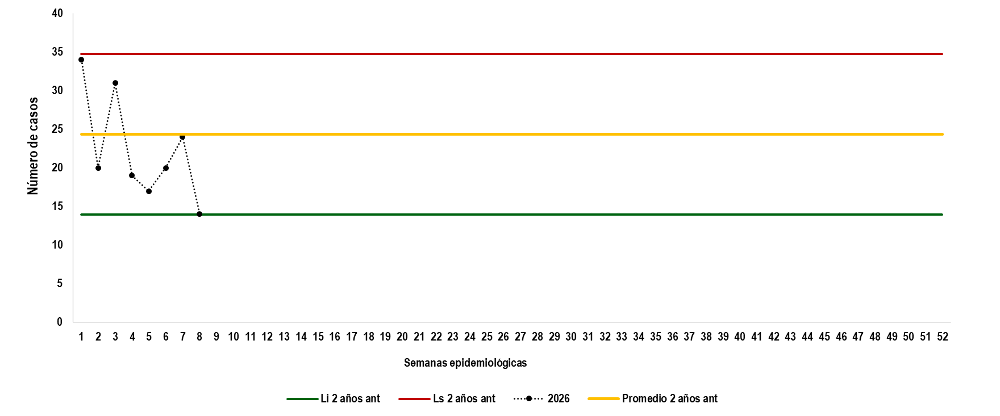 40
35
30
25
20
15
10
5
0
Número de casos
1 2 3 4 5 6 7 8 9 10 11 12 13 14 15 16 17 18 19 20 21 22 23 24 25 26 27 28 29 30 31 32 33 34 35 36 37 38 39 40 41 42 43 44 45 46 47 48 49 50 51 52
Semanas epidemiológicas
Li 2 años ant Ls 2 años ant 2026 Promedio 2 años ant